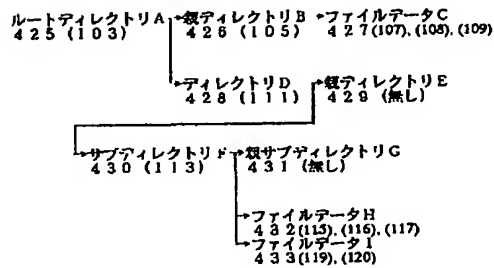 ルートディレクトリA 親ディレクトリB ファイルデータC
425 (103) 426 (105) 427 (107), (108), (109)
ディレクトリD 親ディレクトリE
428 (111) 429 (無し)
サブディレクトリF 親サブディレクトリG
430 (113) 431 (無し)
ファイルデータH
432 (115), (116), (117)
ファイルデータI
433 (119), (120)